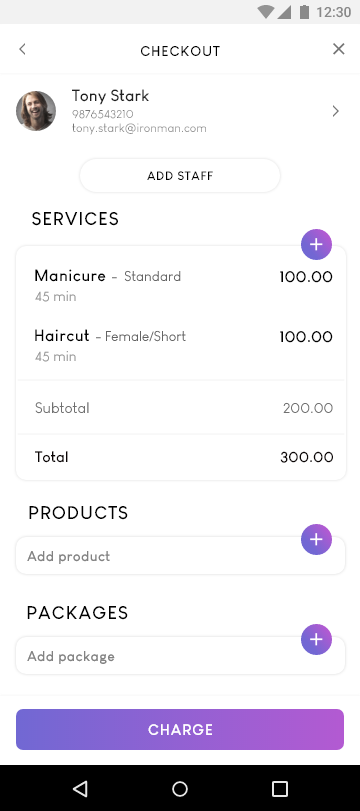 12:30
CHECKOUT
Tony Stark
9876543210
tony.stark@ironman.com
ADD STAFF
SERVICES
Manicure - Standard 100.00
45 min
Haircut - Female/Short 100.00
45 min
Subtotal 200.00
Total 300.00
PRODUCTS
Add product
PACKAGES
Add package
CHARGE